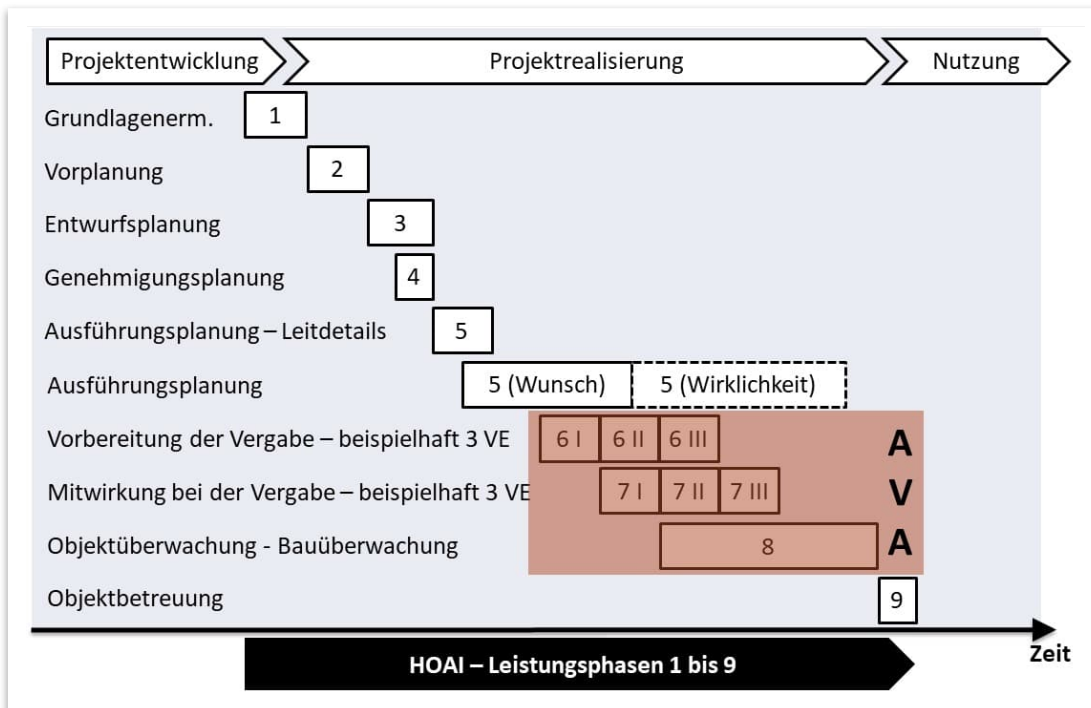 Projektentwicklung Projektrealisierung Nutzung
Grundlagenerm. 1
Vorplanung 2
Entwurfsplanung 3
Genehmigungsplanung 4
Ausführungsplanung – Leitdetails 5
Ausführungsplanung 5 (Wunsch) 5 (Wirklichkeit)
Vorbereitung der Vergabe – beispielhaft 3 VE 6 I 6 II 6 III A
Mitwirkung bei der Vergabe – beispielhaft 3 VE 7 I 7 II 7 III V
Objektüberwachung - Bauüberwachung 8 A
Objektbetreuung 9
Zeit
HOAI – Leistungsphasen 1 bis 9